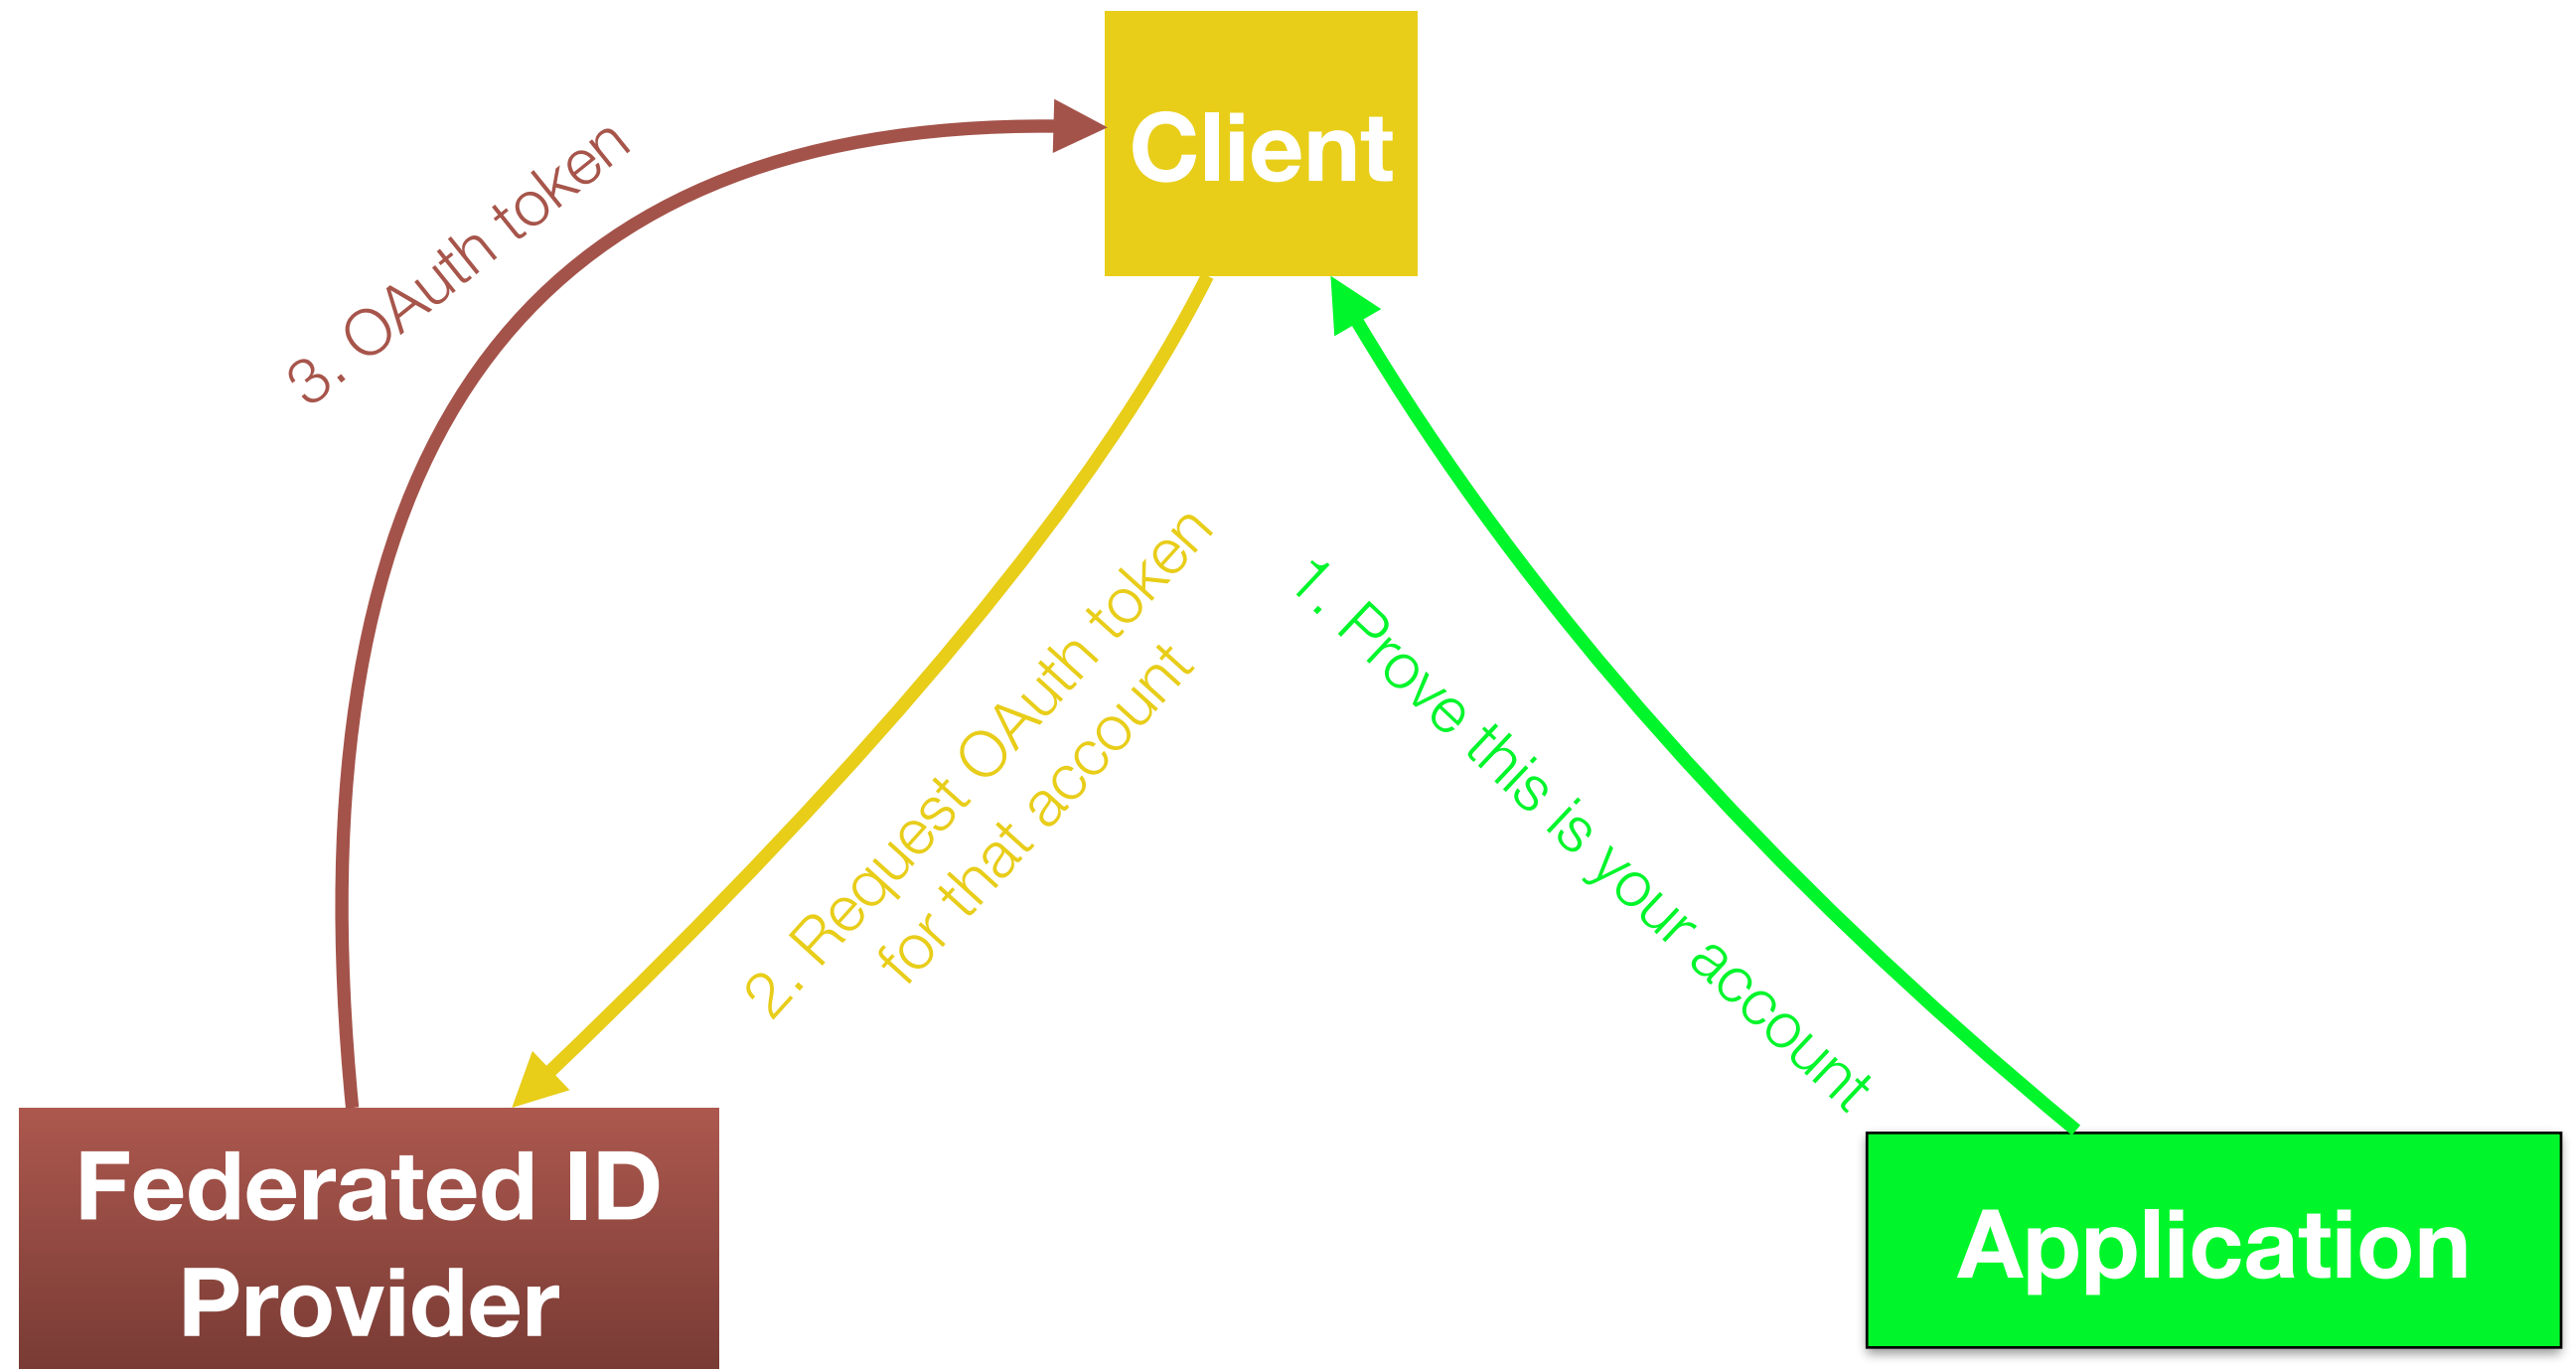 Client
3. OAuth token
2. Request OAuth token
for that account
1. Prove this is your account
Federated ID
Provider
Application